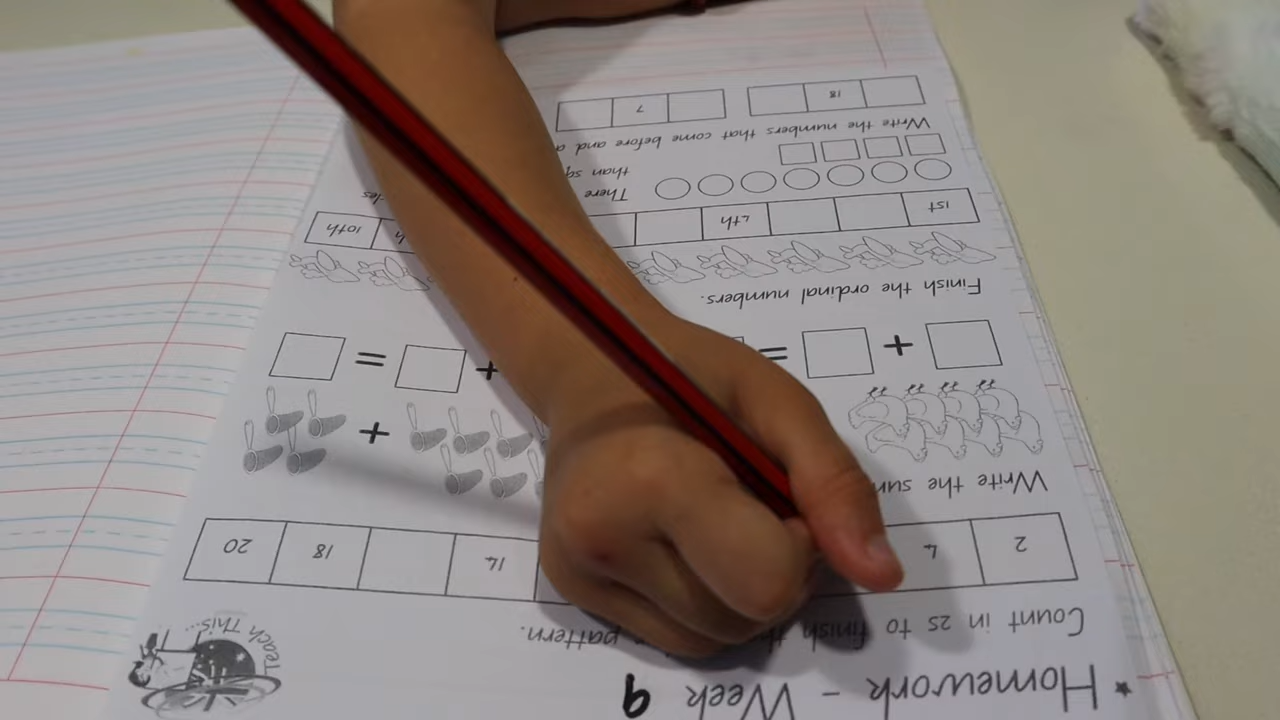 Homework - Week 9
Teach This...
Count in 2s to finish the pattern.
2 4 14 18 20
Write the sum
+ + =
+ =
Finish the ordinal numbers.
1st 4th 10th
There
than
Write the numbers that come before and a
18 7